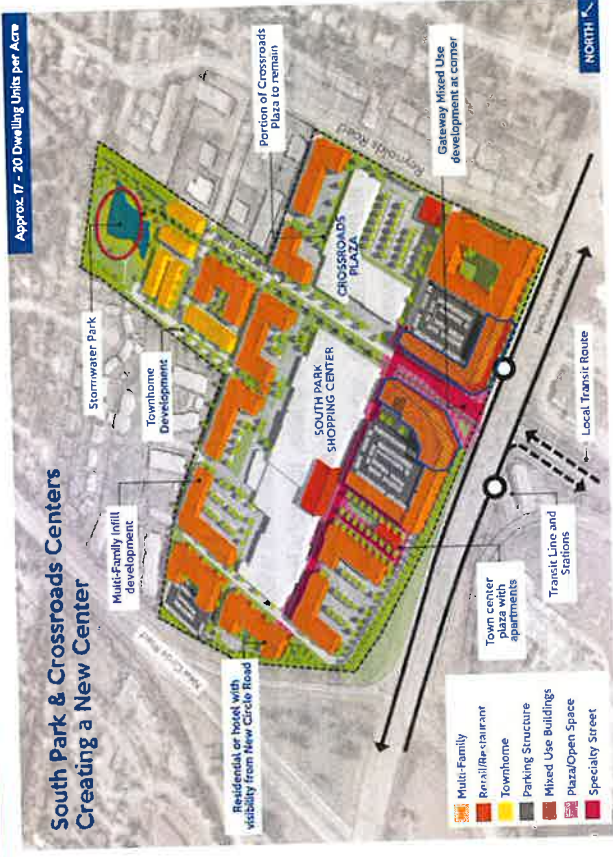 South Park & Crossroads Centers
Creating a New Center
Approx. 17 - 20 Dwelling Units per Acre
Stormwater Park
Townhome
Development
Multi-Family Infill
development
Residential or hotel with
visibility from New Circle Road
Portion of Crossroads
Plaza to remain
Gateway Mixed Use
development at corner
New Circle Road
Reynolds Road
CROSSROADS
PLAZA
SOUTH PARK
SHOPPING CENTER
Nicholasville Road
Town center
plaza with
apartments
Transit Line and
Stations
Local Transit Route
NORTH
Multi-Family
Retail/Restaurant
Townhome
Parking Structure
Mixed Use Buildings
Plaza/Open Space
Specialty Street